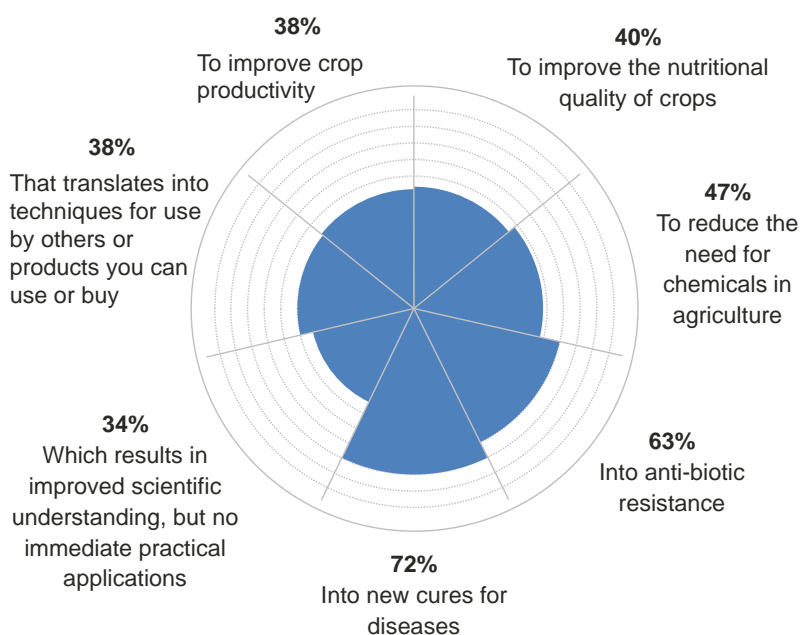 38%
To improve crop
productivity
40%
To improve the nutritional
quality of crops
47%
To reduce the
need for
chemicals in
agriculture
63%
Into anti-biotic
resistance
72%
Into new cures for
diseases
34%
Which results in
improved scientific
understanding, but no
immediate practical
applications
38%
That translates into
techniques for use
by others or
products you can
use or buy